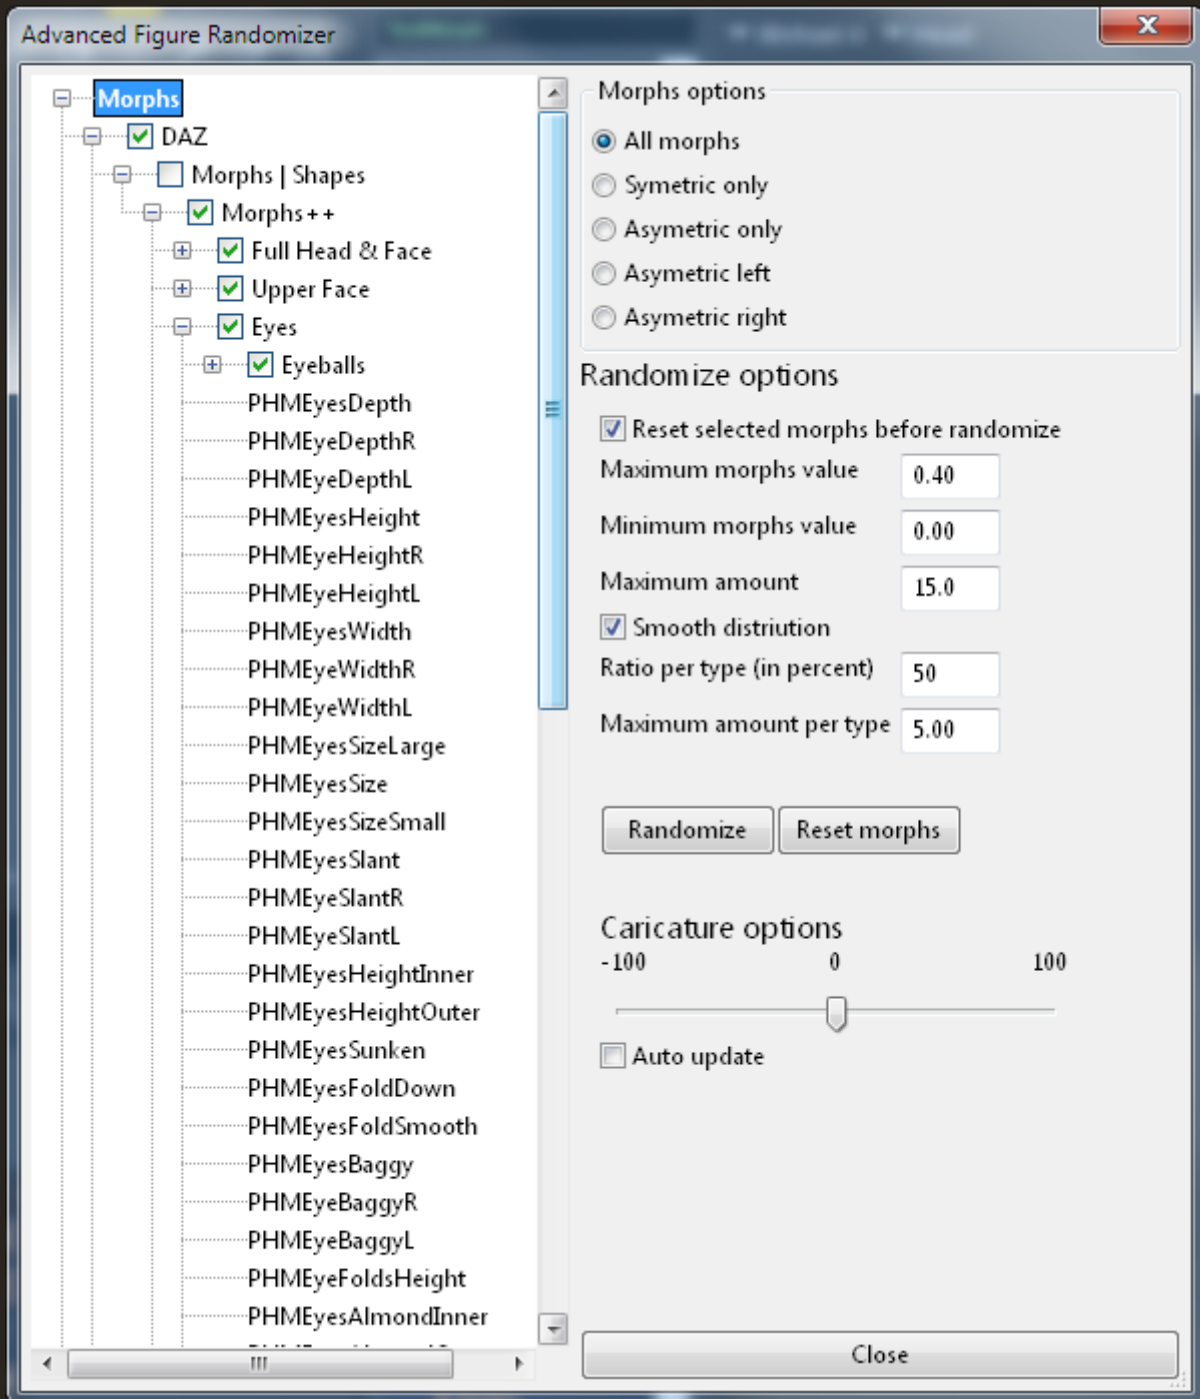 Advanced Figure Randomizer
Morphs
DAZ
Morphs | Shapes
Morphs++
Full Head & Face
Upper Face
Eyes
Eyeballs
PHMEyesDepth
PHMEyeDepthR
PHMEyeDepthL
PHMEyesHeight
PHMEyeHeightR
PHMEyeHeightL
PHMEyesWidth
PHMEyeWidthR
PHMEyeWidthL
PHMEyesSizeLarge
PHMEyesSize
PHMEyesSizeSmall
PHMEyesSlant
PHMEyeSlantR
PHMEyeSlantL
PHMEyesHeightInner
PHMEyesHeightOuter
PHMEyesSunken
PHMEyesFoldDown
PHMEyesFoldSmooth
PHMEyesBaggy
PHMEyeBaggyR
PHMEyeBaggyL
PHMEyeFoldsHeight
PHMEyesAlmondInner
Morphs options
All morphs
Symetric only
Asymetric only
Asymetric left
Asymetric right
Randomize options
Reset selected morphs before randomize
Maximum morphs value 0.40
Minimum morphs value 0.00
Maximum amount 15.0
Smooth distriution
Ratio per type (in percent) 50
Maximum amount per type 5.00
Randomize Reset morphs
Caricature options
-100 0 100
Auto update
Close